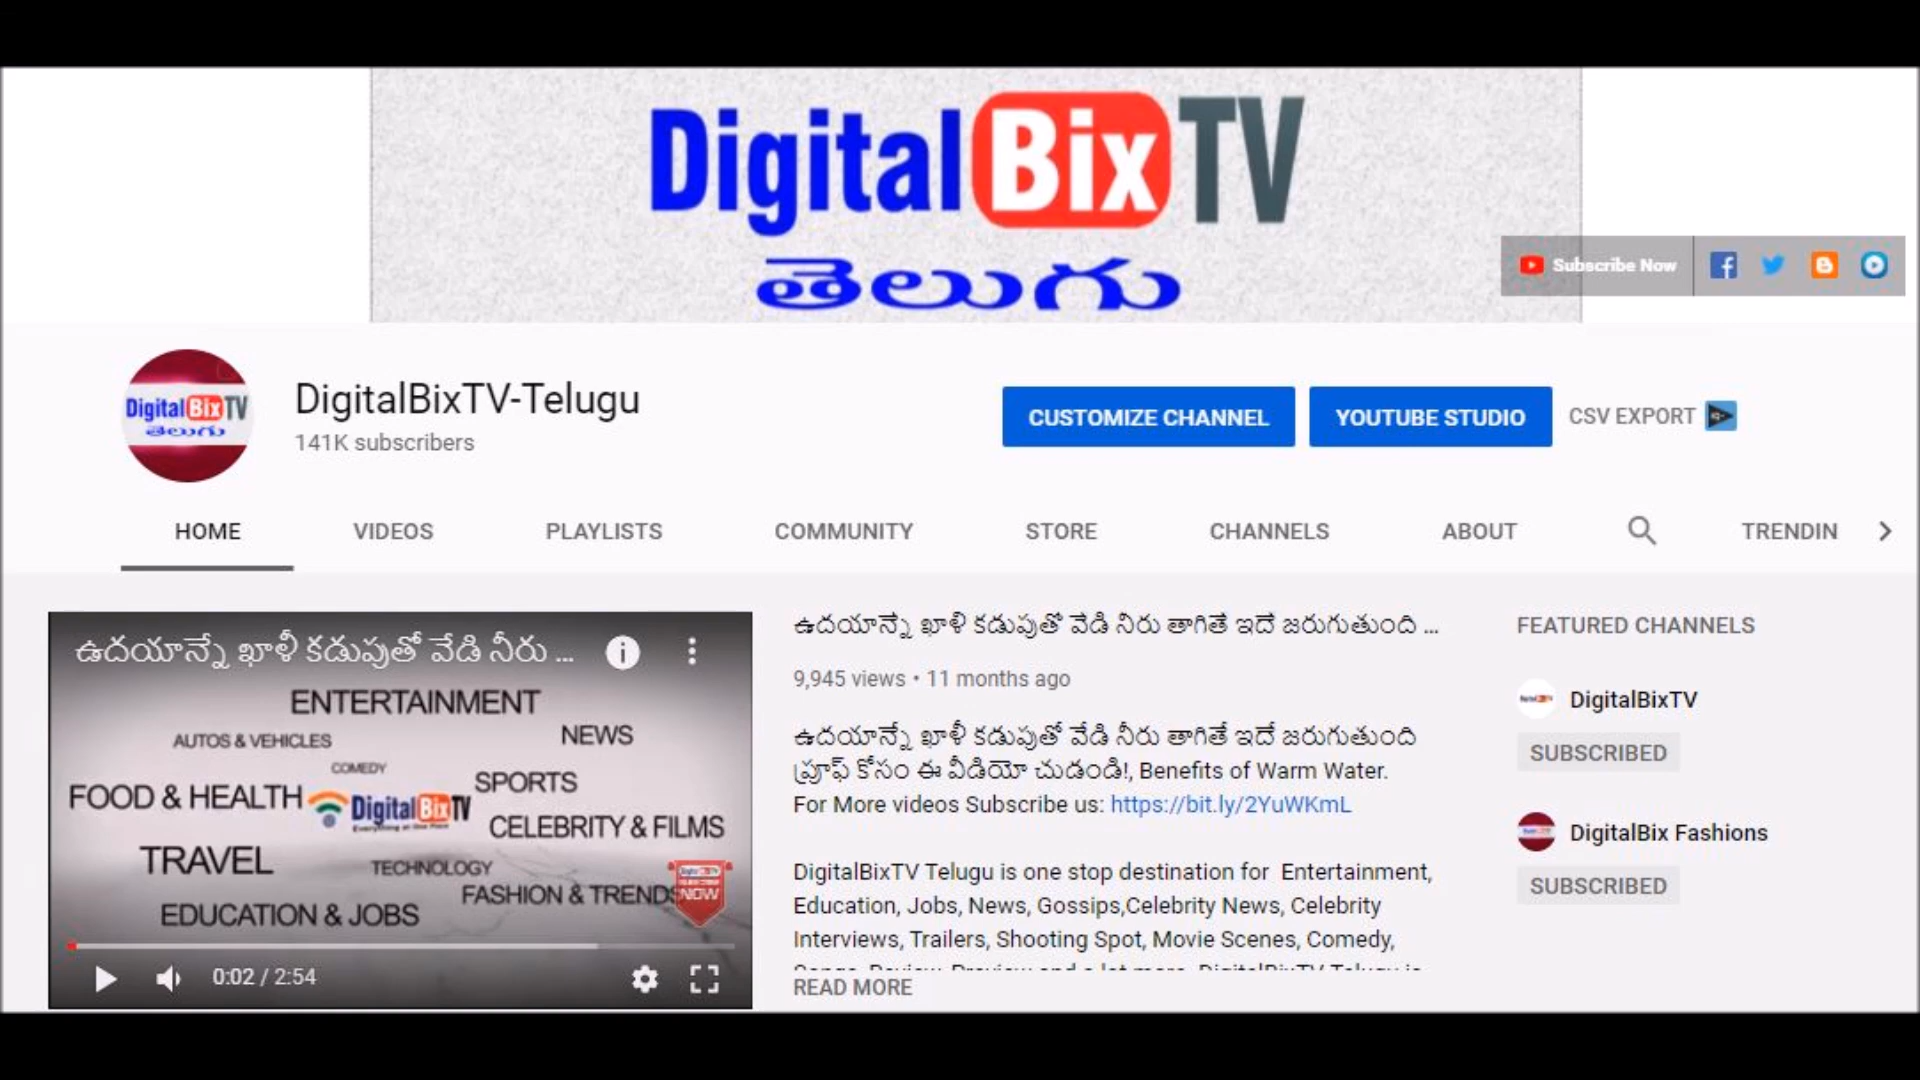 DigitalBixTV
తెలుగు
Subscribe Now
DigitalBixTV
తెలుగు
DigitalBixTV-Telugu
141K subscribers
CUSTOMIZE CHANNEL
YOUTUBE STUDIO
CSV EXPORT
HOME
VIDEOS
PLAYLISTS
COMMUNITY
STORE
CHANNELS
ABOUT
TRENDIN
ఉదయాన్నే ఖాళీ కడుపుతో వేడి నీరు ...
ENTERTAINMENT
AUTOS & VEHICLES
NEWS
COMEDY
SPORTS
FOOD & HEALTH
DigitalBixTV
Everything at One Place
CELEBRITY & FILMS
TRAVEL
TECHNOLOGY
FASHION & TRENDS
NOW
EDUCATION & JOBS
0:02 / 2:54
ఉదయాన్నే ఖాళీ కడుపుతో వేడి నీరు తాగితే ఇదే జరుగుతుంది ...
9,945 views • 11 months ago
ఉదయాన్నే ఖాళీ కడుపుతో వేడి నీరు తాగితే ఇదే జరుగుతుంది
ప్రూఫ్ కోసం ఈ వీడియో చుడండి!, Benefits of Warm Water.
For More videos Subscribe us: https://bit.ly/2YuWKmL
DigitalBixTV Telugu is one stop destination for Entertainment,
Education, Jobs, News, Gossips,Celebrity News, Celebrity
Interviews, Trailers, Shooting Spot, Movie Scenes, Comedy,
READ MORE
FEATURED CHANNELS
DigitalBixTV
SUBSCRIBED
DigitalBix Fashions
SUBSCRIBED